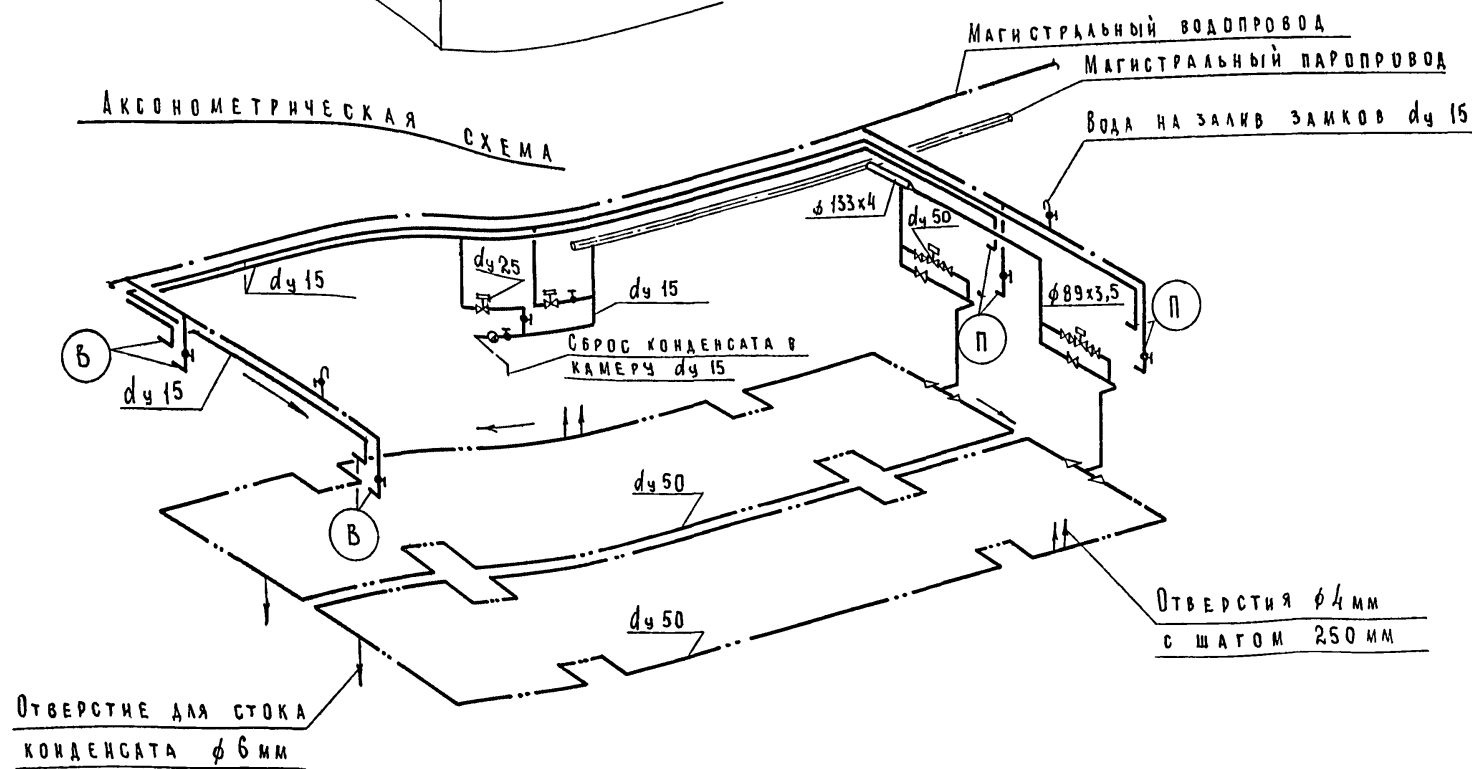 Магистральный водопровод
Магистральный паропровод
Аксонометрическая
схема
Вода на залив замков dу 15
ϕ 133х4
dу 50
dу 25
dу 15
dу 15
ϕ 89х3,5
П
П
В
Сброс конденсата в
камеру dу 15
dу 15
dу 50
В
Отверстия ϕ 4 мм
с шагом 250 мм
dу 50
Отверстие для стока
конденсата ϕ 6 мм